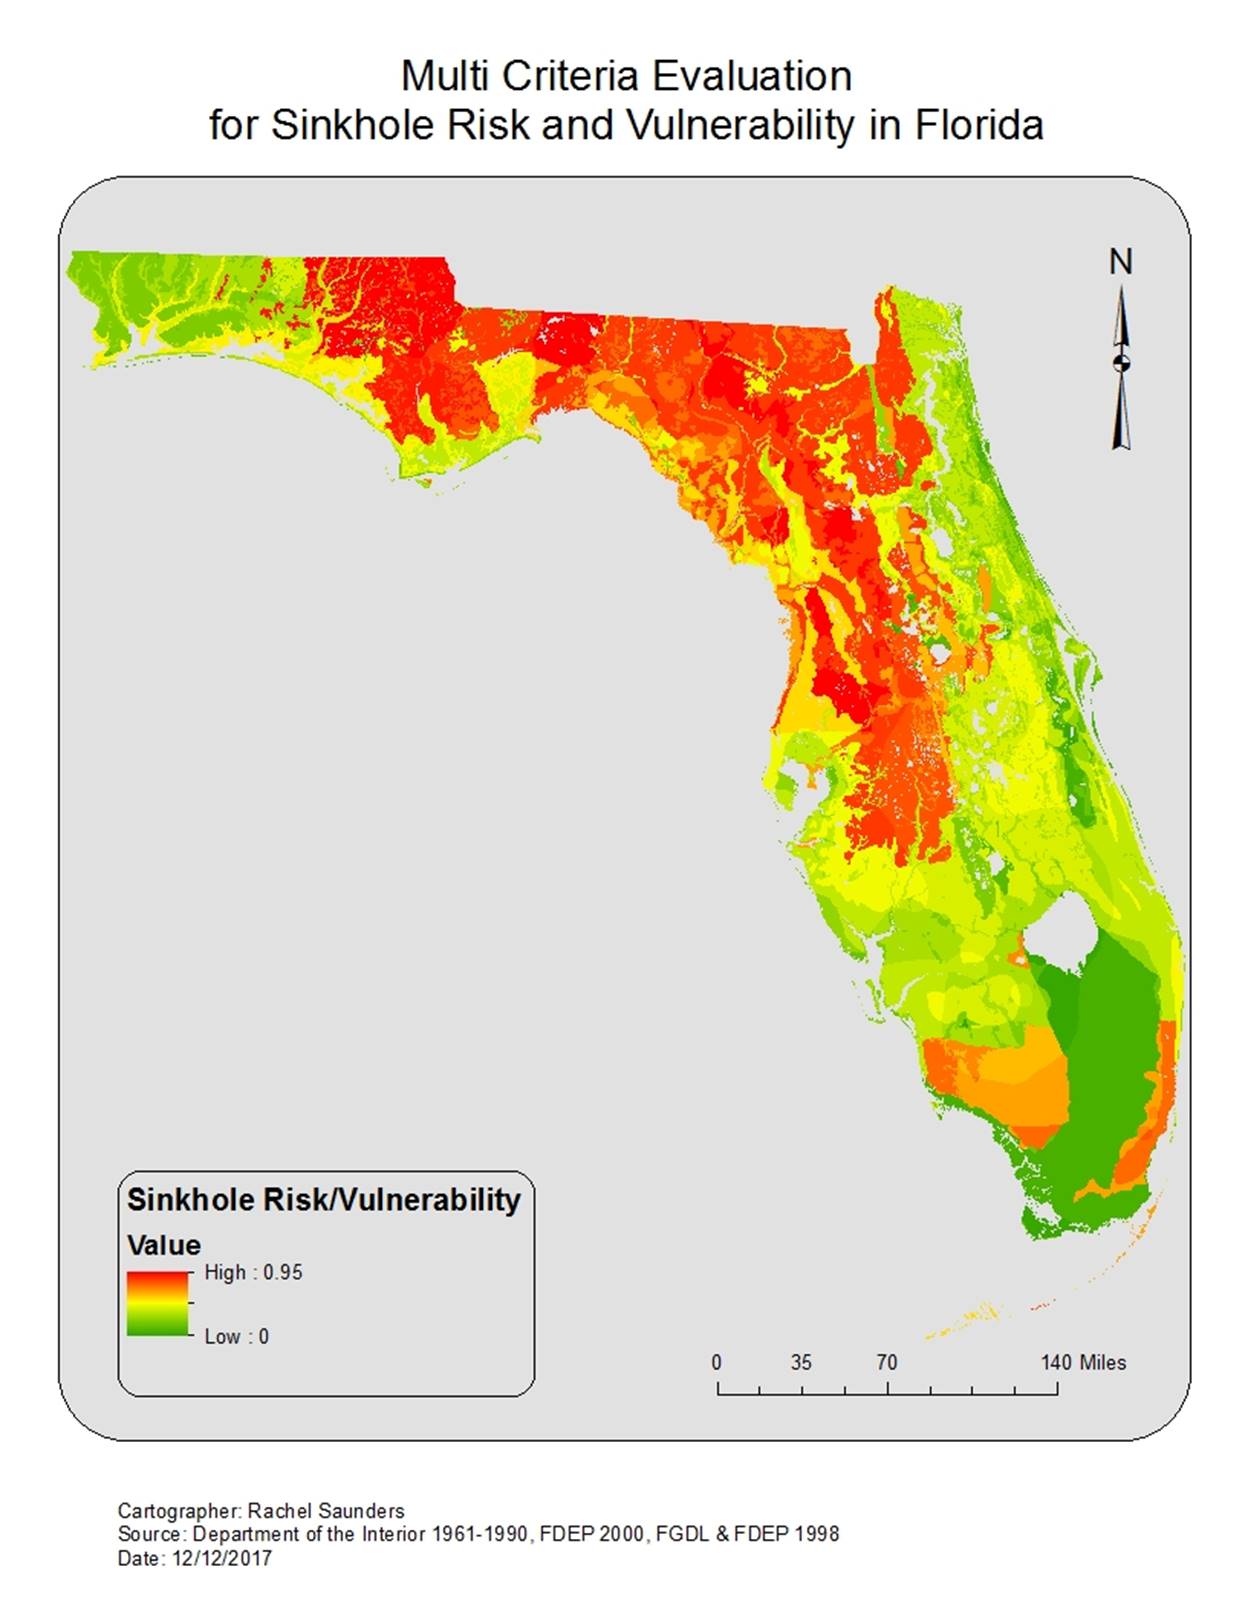 Multi Criteria Evaluation
for Sinkhole Risk and Vulnerability in Florida
N
Sinkhole Risk/Vulnerability
Value
High : 0.95
Low : 0
0 35 70 140 Miles
Cartographer: Rachel Saunders
Source: Department of the Interior 1961-1990, FDEP 2000, FGDL & FDEP 1998
Date: 12/12/2017